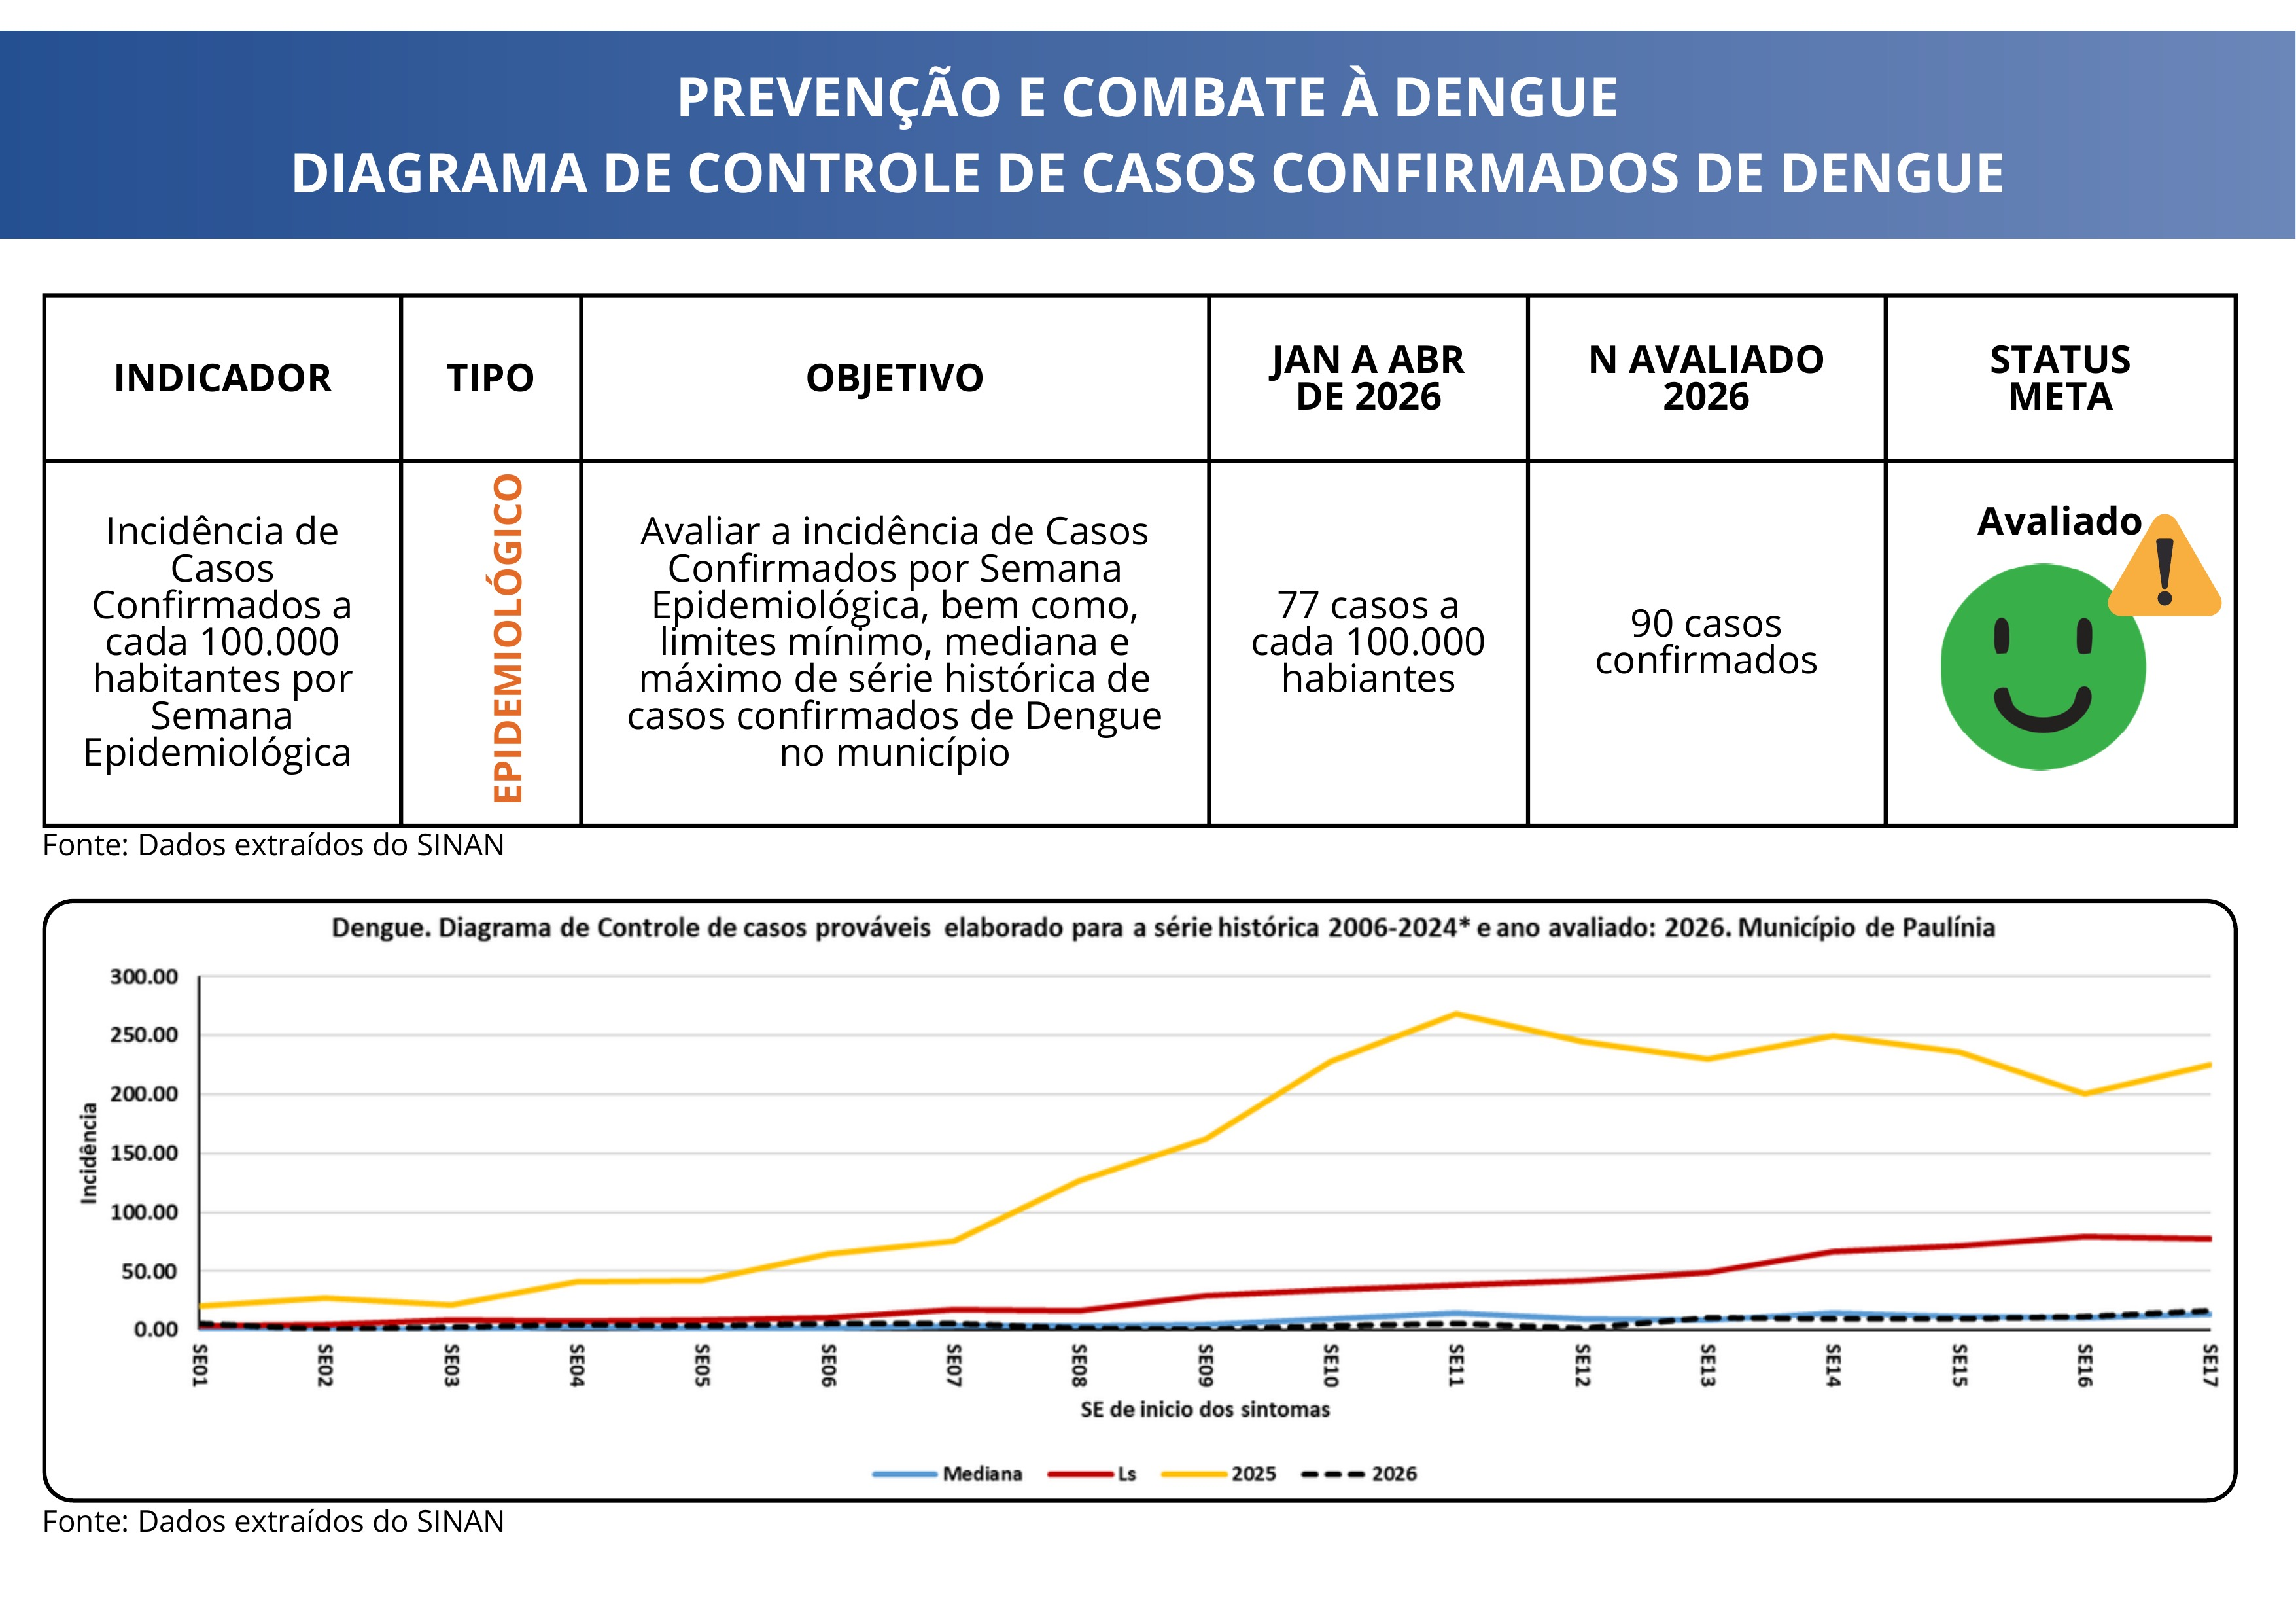 PREVENÇÃO E COMBATE À DENGUE
DIAGRAMA DE CONTROLE DE CASOS CONFIRMADOS DE DENGUE
INDICADOR
TIPO
OBJETIVO
JAN A ABR
DE 2026
N AVALIADO
2026
STATUS
META
Incidência de
Casos
Confirmados a
cada 100.000
habitantes por
Semana
Epidemiológica
EPIDEMIOLÓGICO
Avaliar a incidência de Casos
Confirmados por Semana
Epidemiológica, bem como,
limites mínimo, mediana e
máximo de série histórica de
casos confirmados de Dengue
no município
77 casos a
cada 100.000
habiantes
90 casos
confirmados
Avaliado
Fonte: Dados extraídos do SINAN
Dengue. Diagrama de Controle de casos prováveis elaborado para a série histórica 2006-2024* e ano avaliado: 2026. Município de Paulínia
300.00
250.00
200.00
150.00
100.00
50.00
0.00
Incidência
SE01
SE02
SE03
SE04
SE05
SE06
SE07
SE08
SE09
SE10
SE11
SE12
SE13
SE14
SE15
SE16
SE17
SE de inicio dos sintomas
Mediana
Ls
2025
2026
Fonte: Dados extraídos do SINAN